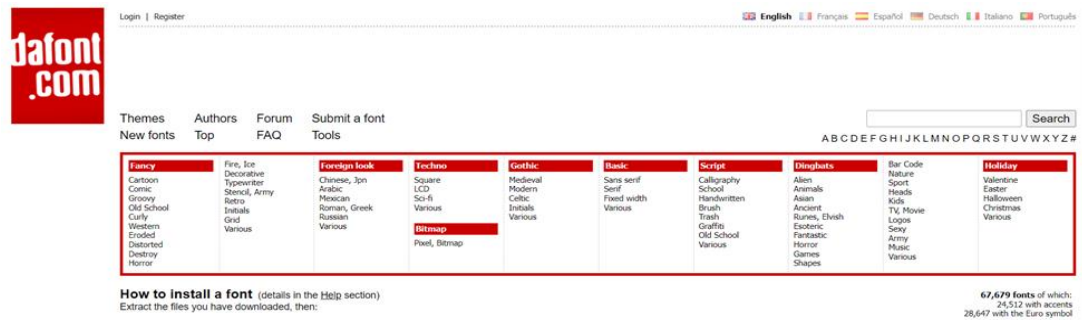 dafont
.com
Login | Register
English Français Español Deutsch Italiano Português
Themes Authors Forum Submit a font
New fonts Top FAQ Tools
Search
A B C D E F G H I J K L M N O P Q R S T U V W X Y Z #
Fancy
Cartoon
Comic
Groovy
Old School
Curly
Western
Eroded
Distorted
Destroy
Horror
Fire, Ice
Decorative
Typewriter
Stencil, Army
Retro
Initials
Grid
Various
Foreign look
Chinese, Jpn
Arabic
Mexican
Roman, Greek
Russian
Various
Techno
Square
LCD
Sci-fi
Various
Bitmap
Pixel, Bitmap
Gothic
Medieval
Modern
Celtic
Initials
Various
Basic
Sans serif
Serif
Fixed width
Various
Script
Calligraphy
School
Handwritten
Brush
Trash
Graffiti
Old School
Various
Dingbats
Alien
Animals
Asian
Ancient
Runes, Elvish
Esoteric
Fantastic
Horror
Games
Shapes
Bar Code
Nature
Sport
Heads
Kids
TV, Movie
Logos
Sexy
Army
Music
Various
Holiday
Valentine
Easter
Halloween
Christmas
Various
How to install a font (details in the Help section)
Extract the files you have downloaded, then:
67,679 fonts of which:
24,512 with accents
28,647 with the Euro symbol